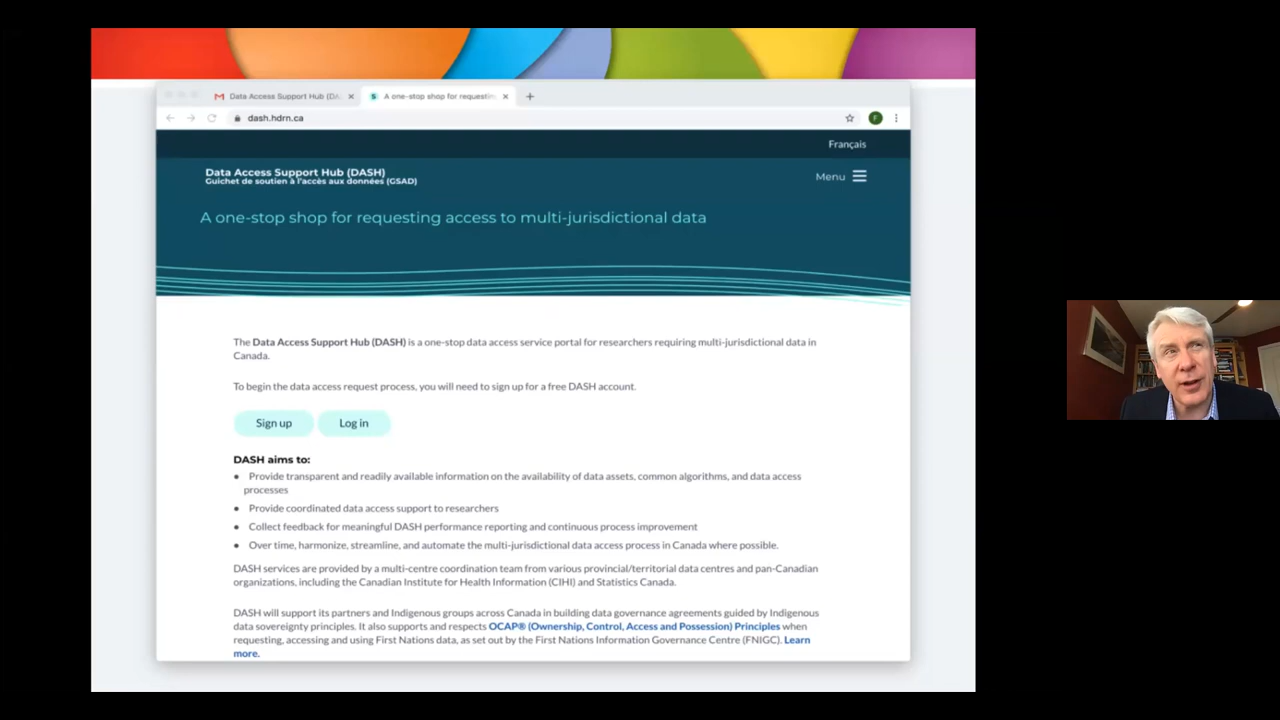 Data Access Support Hub (DA
A one-stop shop for requestin
dash.hdrn.ca
F
Français
Data Access Support Hub (DASH)
Guichet de soutien à l'accès aux données (GSAD)
Menu
A one-stop shop for requesting access to multi-jurisdictional data
The Data Access Support Hub (DASH) is a one-stop data access service portal for researchers requiring multi-jurisdictional data in
Canada.
To begin the data access request process, you will need to sign up for a free DASH account.
Sign up Log in
DASH aims to:
• Provide transparent and readily available information on the availability of data assets, common algorithms, and data access
processes
• Provide coordinated data access support to researchers
• Collect feedback for meaningful DASH performance reporting and continuous process improvement
• Over time, harmonize, streamline, and automate the multi-jurisdictional data access process in Canada where possible.
DASH services are provided by a multi-centre coordination team from various provincial/territorial data centres and pan-Canadian
organizations, including the Canadian Institute for Health Information (CIHI) and Statistics Canada.
DASH will support its partners and Indigenous groups across Canada in building data governance agreements guided by Indigenous
data sovereignty principles. It also supports and respects OCAP® (Ownership, Control, Access and Possession) Principles when
requesting, accessing and using First Nations data, as set out by the First Nations Information Governance Centre (FNIGC). Learn
more.